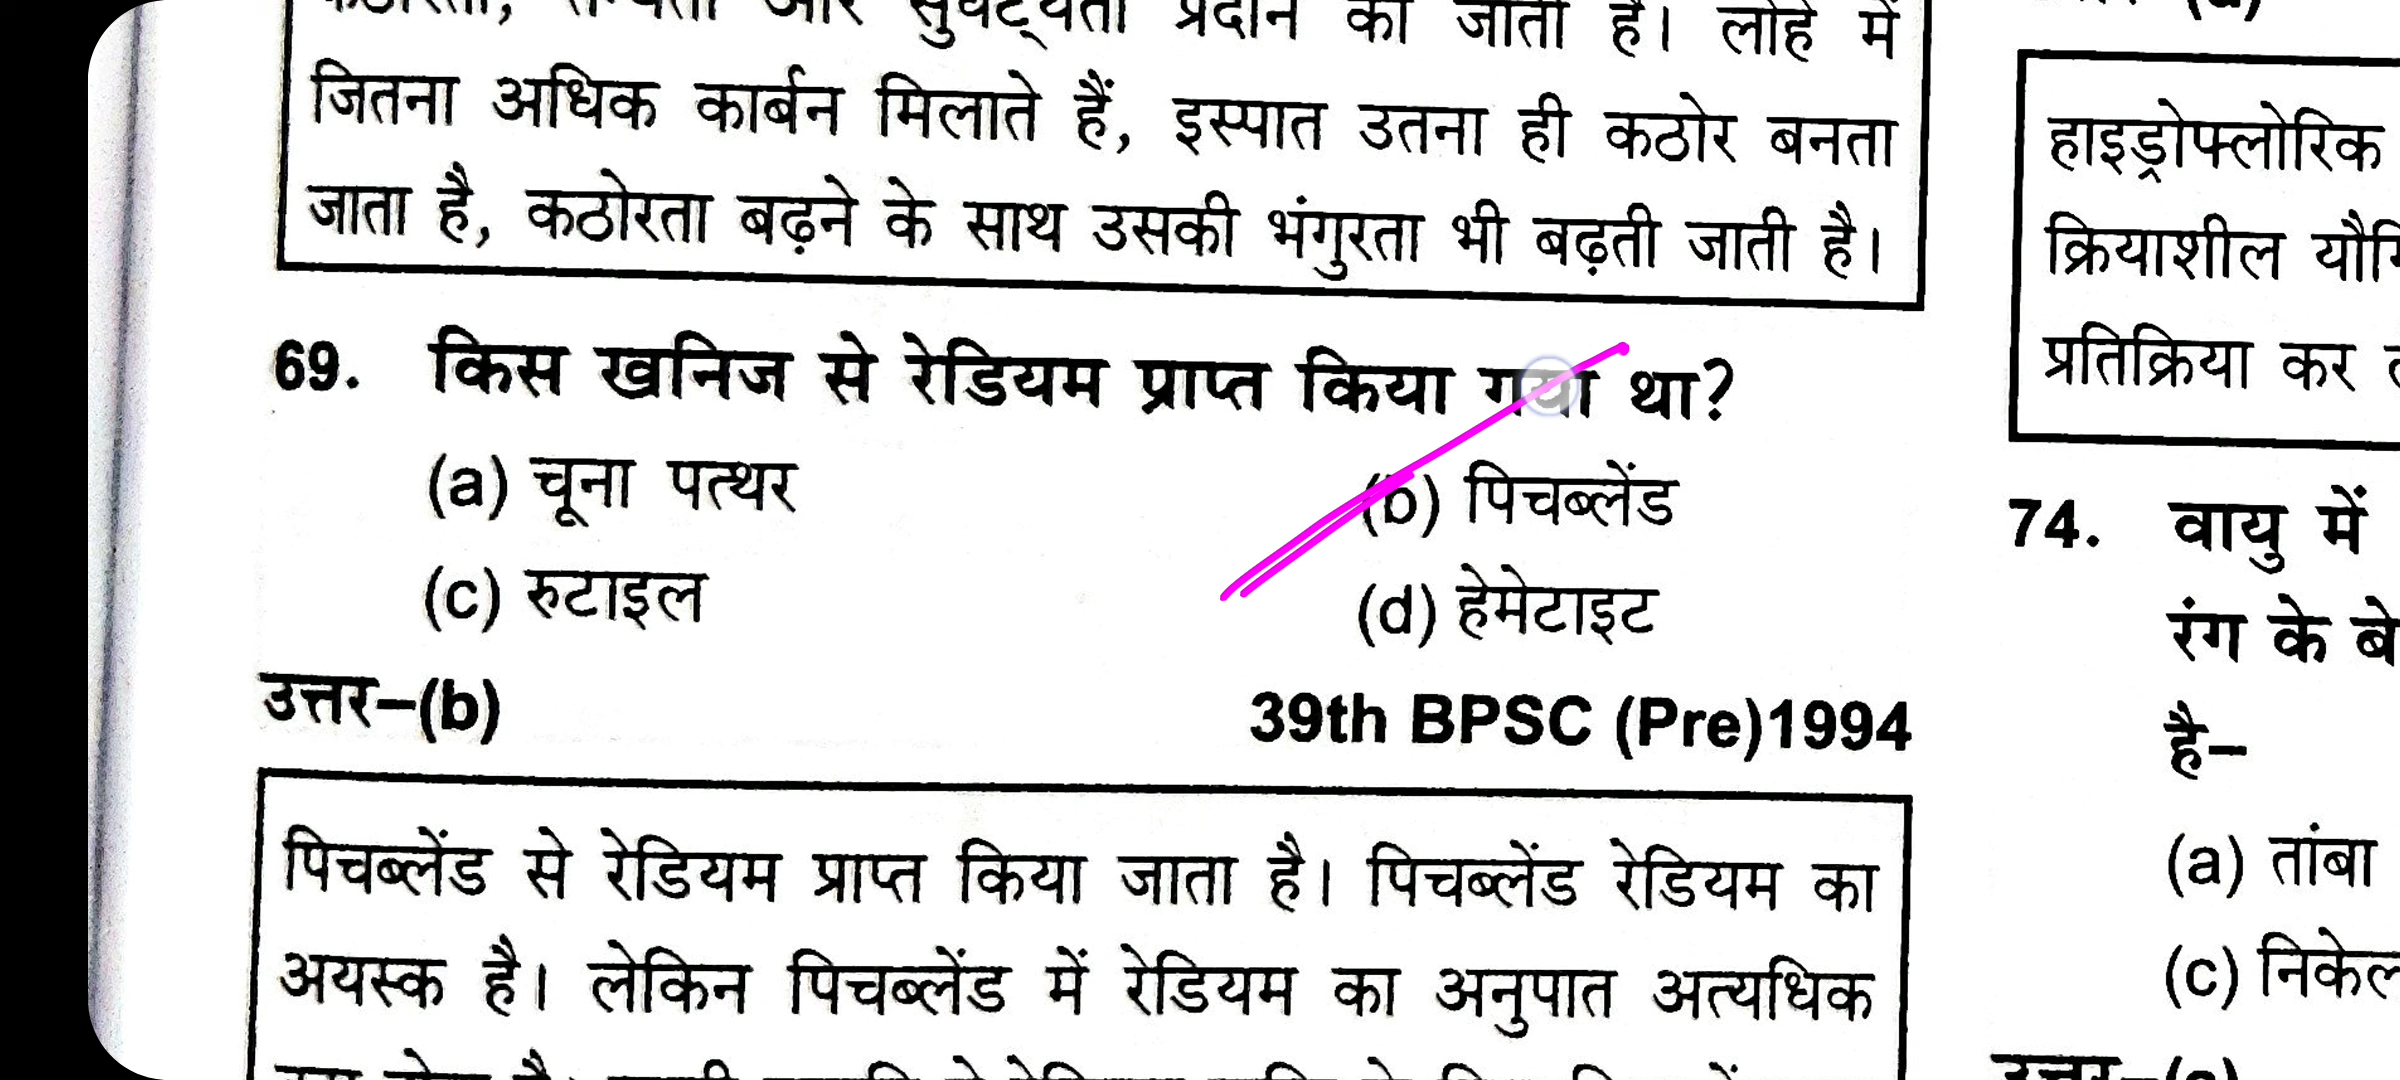 प्रदान की जाती है। लोहे में
जितना अधिक कार्बन मिलाते हैं, इस्पात उतना ही कठोर बनता
जाता है, कठोरता बढ़ने के साथ उसकी भंगुरता भी बढ़ती जाती है।
69. किस खनिज से रेडियम प्राप्त किया गया था?
(a) चूना पत्थर (b) पिचब्लेंड
(c) रुटाइल (d) हेमेटाइट
उत्तर–(b) 39th BPSC (Pre)1994
पिचब्लेंड से रेडियम प्राप्त किया जाता है। पिचब्लेंड रेडियम का
अयस्क है। लेकिन पिचब्लेंड में रेडियम का अनुपात अत्यधिक
हाइड्रोफ्लोरिक
क्रियाशील
प्रतिक्रिया कर
74. वायु में
रंग के
है–
(a) तांबा
(c)